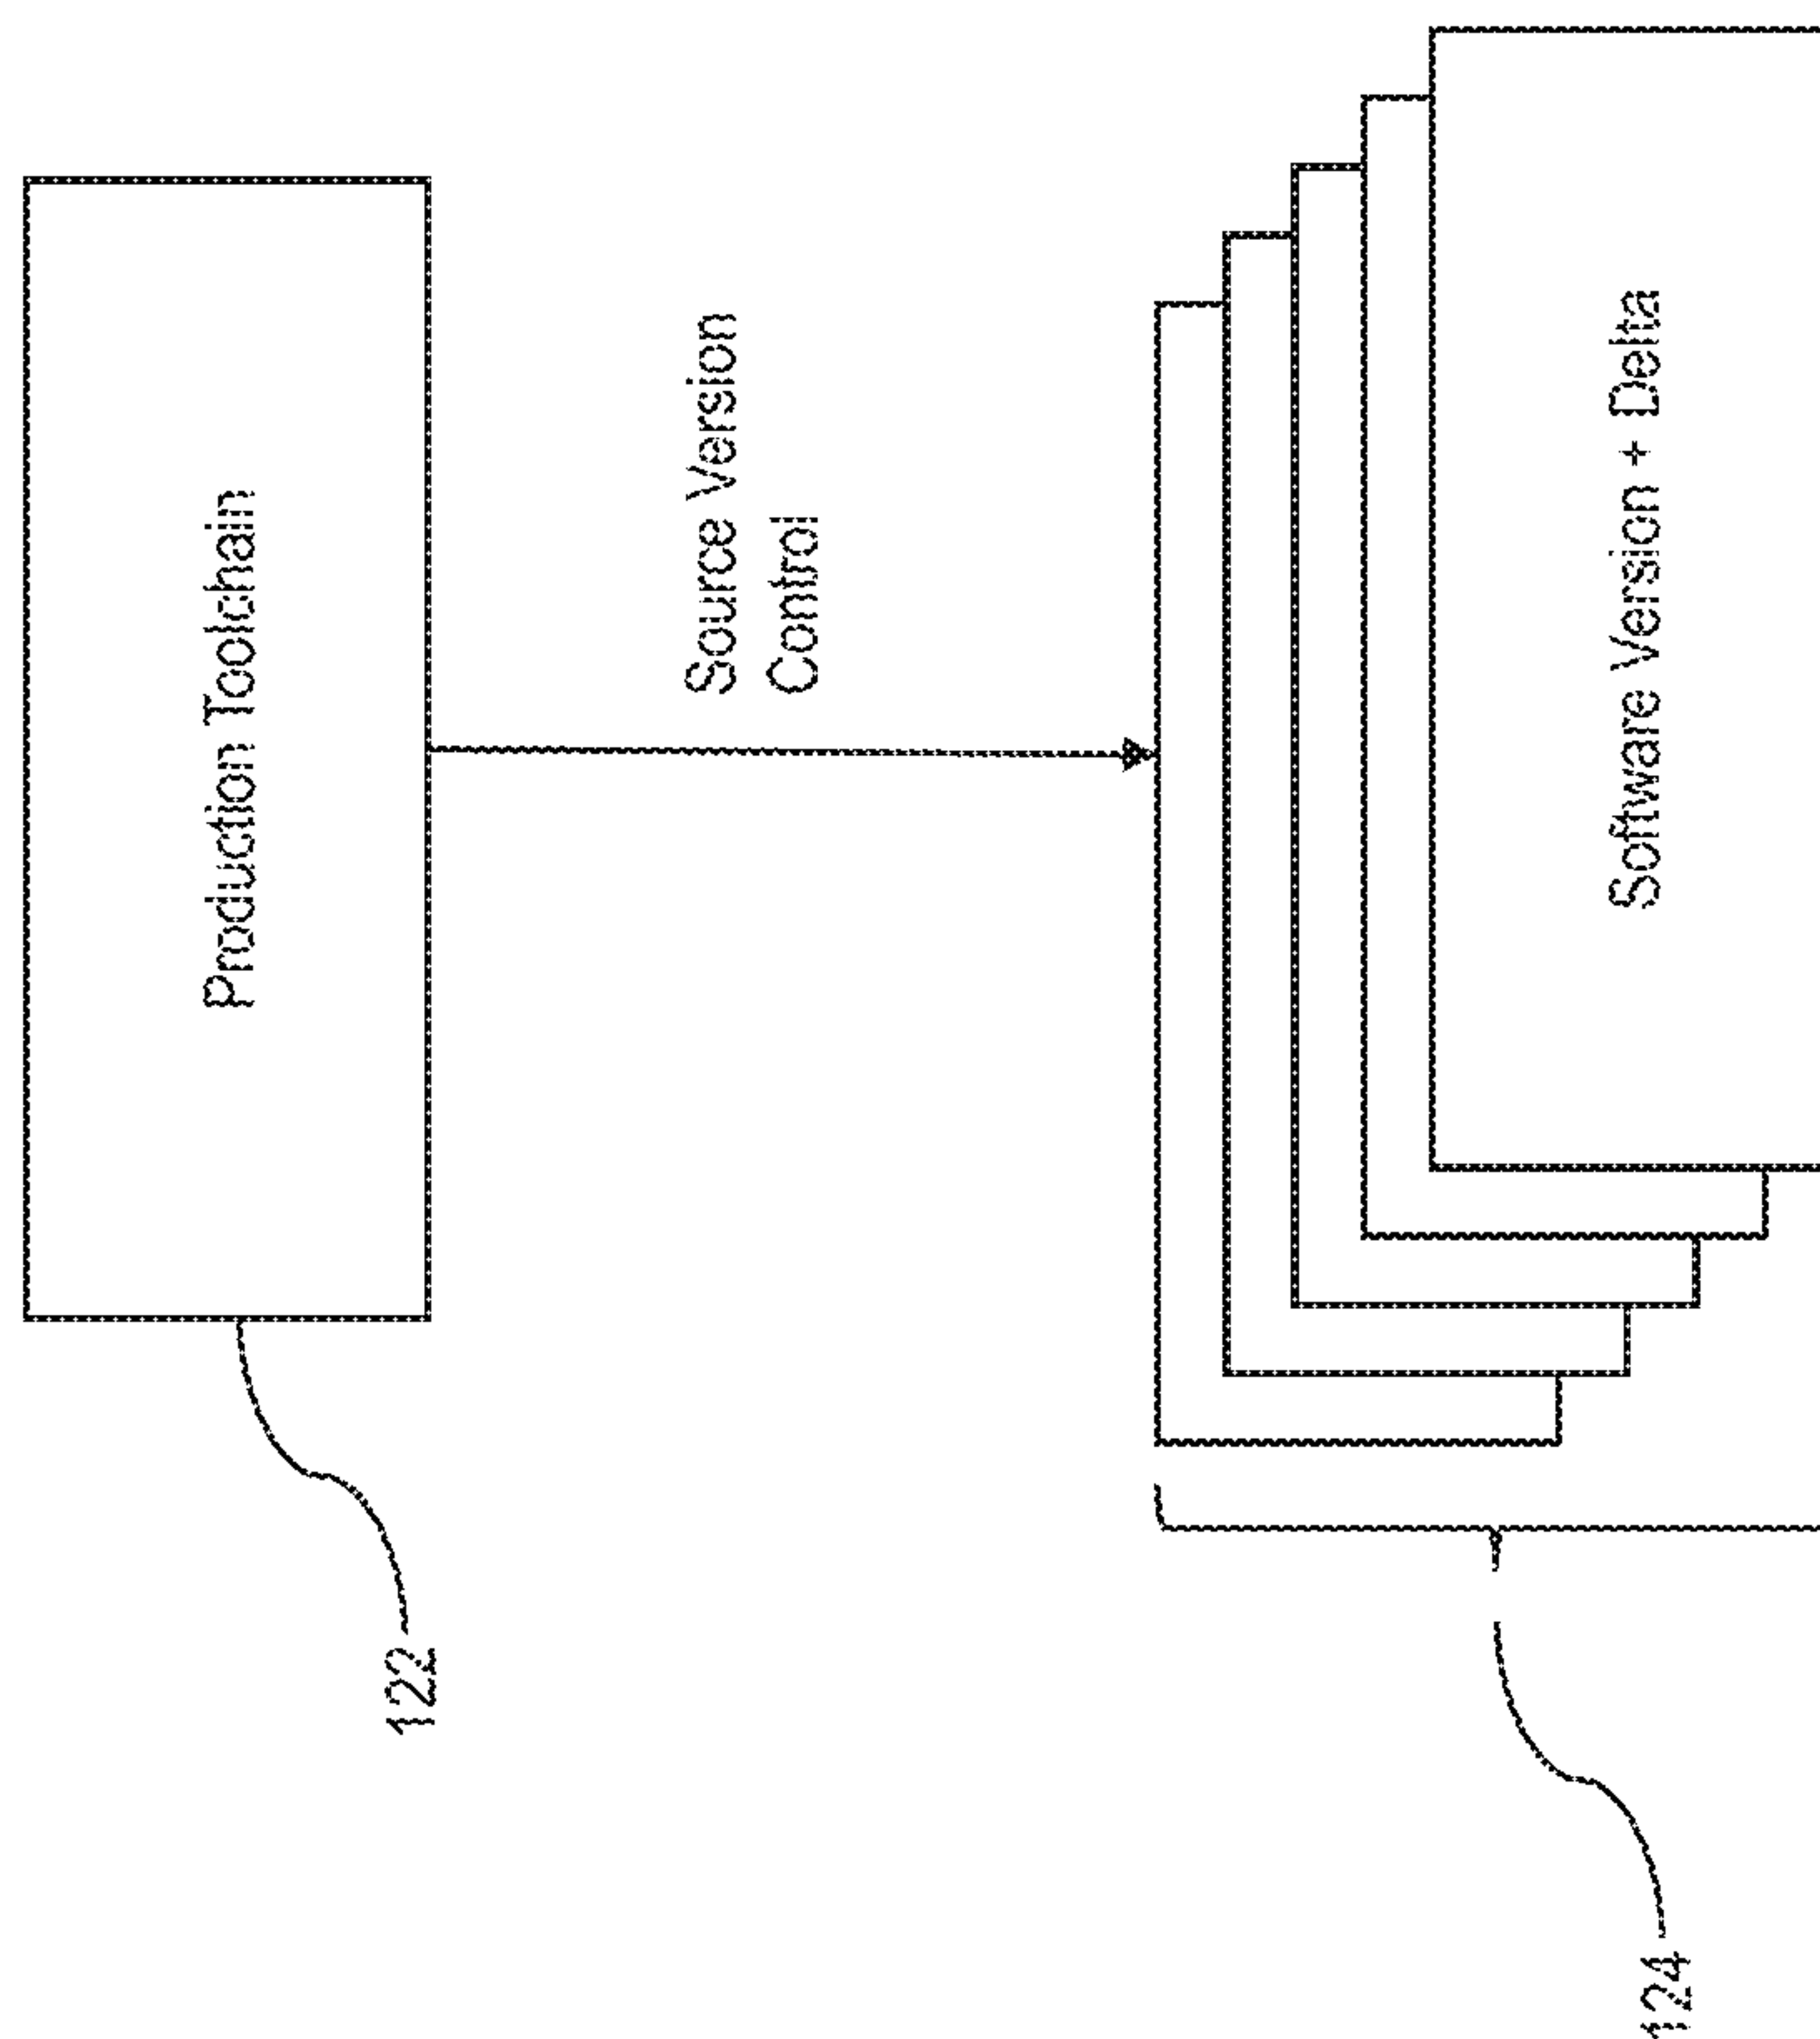 Production Toolchain
122
Source Version
Control
Software Version + Delta
124